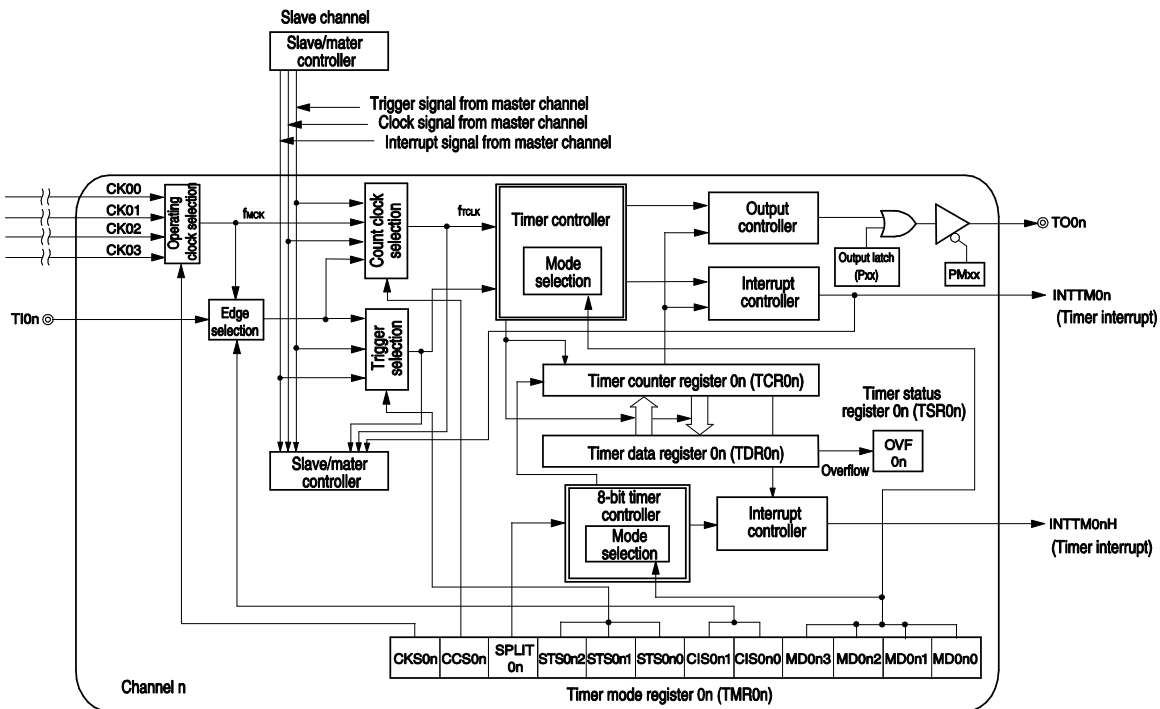 Slave channel
Slave/mater
controller
Trigger signal from master channel
Clock signal from master channel
Interrupt signal from master channel
CK00
CK01
CK02
CK03
Operating
clock selection
fMCK
Count clock
selection
fTCLK
Timer controller
Mode
selection
Output
controller
Output latch
(Pxx)
PMxx
TO0n
Interrupt
controller
INTTM0n
(Timer interrupt)
TI0n
Edge
selection
Trigger
selection
Timer counter register 0n (TCR0n)
Timer status
register 0n (TSR0n)
Slave/mater
controller
Timer data register 0n (TDR0n)
Overflow
OVF
0n
8-bit timer
controller
Mode
selection
Interrupt
controller
INTTM0nH
(Timer interrupt)
CKS0n
CCS0n
SPLIT
0n
STS0n2
STS0n1
STS0n0
CIS0n1
CIS0n0
MD0n3
MD0n2
MD0n1
MD0n0
Channel n
Timer mode register 0n (TMR0n)